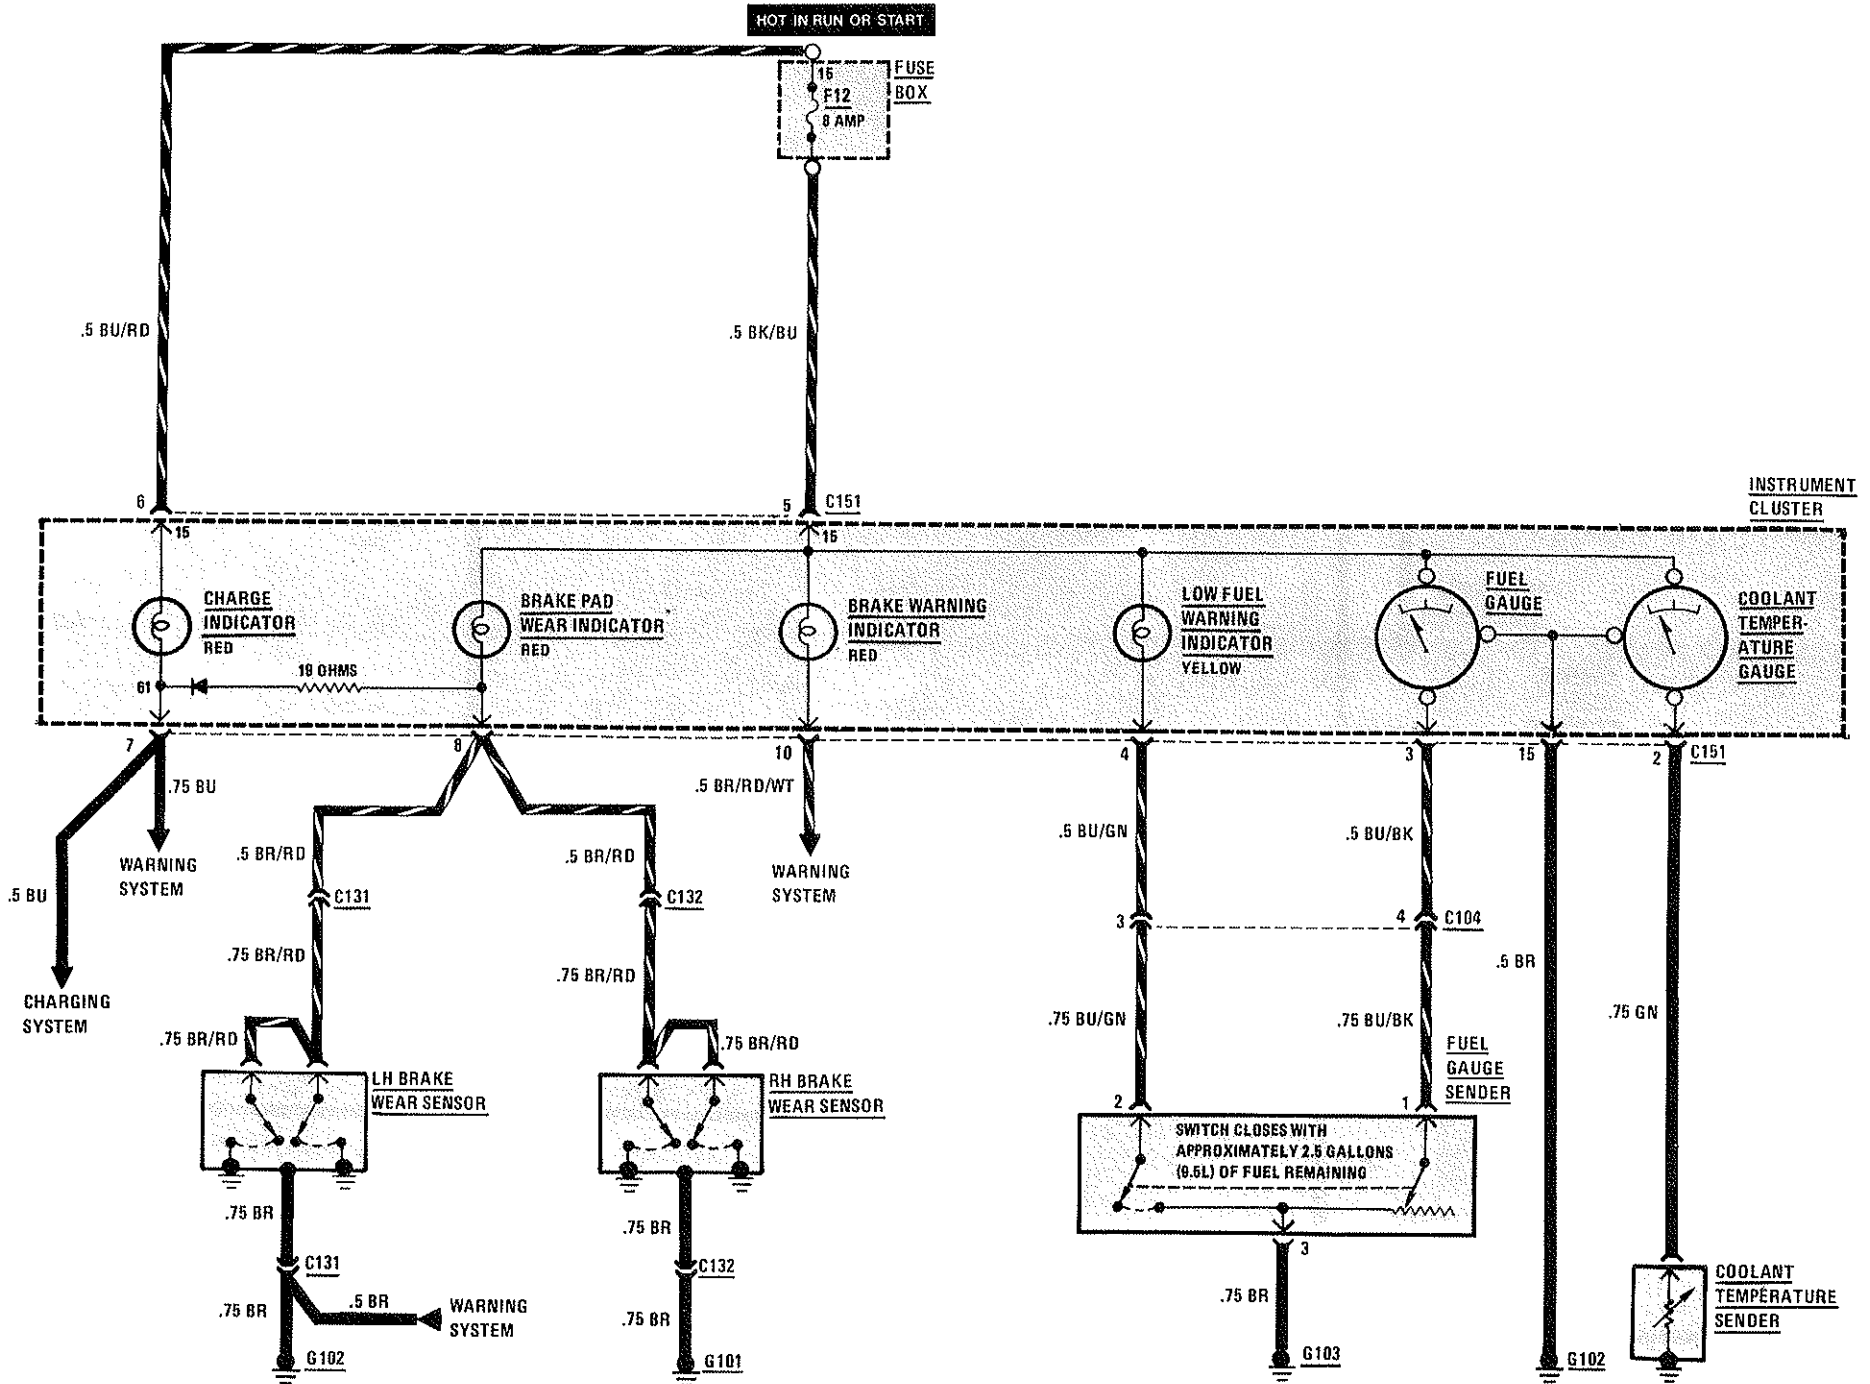 HOT IN RUN OR START
15
F12
8 AMP
FUSE
BOX
.5 BU/RD
.5 BK/BU
6
5
C151
INSTRUMENT
CLUSTER
15
15
CHARGE
INDICATOR
RED
BRAKE PAD
WEAR INDICATOR
RED
BRAKE WARNING
INDICATOR
RED
LOW FUEL
WARNING
INDICATOR
YELLOW
FUEL
GAUGE
COOLANT
TEMPER-
ATURE
GAUGE
61
19 OHMS
7
8
10
4
3
15
2
C151
.75 BU
.5 BR/RD/WT
WARNING
SYSTEM
WARNING
SYSTEM
.5 BU
CHARGING
SYSTEM
.5 BR/RD
.5 BR/RD
C131
C132
.75 BR/RD
.75 BR/RD
.75 BR/RD
.75 BR/RD
.5 BU/GN
.5 BU/BK
3
4
C104
.5 BR
.75 GN
.75 BU/GN
.75 BU/BK
FUEL
GAUGE
SENDER
LH BRAKE
WEAR SENSOR
RH BRAKE
WEAR SENSOR
2
1
SWITCH CLOSES WITH
APPROXIMATELY 2.5 GALLONS
(9.5L) OF FUEL REMAINING
3
.75 BR
.75 BR
C131
C132
.75 BR
.5 BR
WARNING
SYSTEM
.75 BR
.75 BR
COOLANT
TEMPERATURE
SENDER
G102
G101
G103
G102